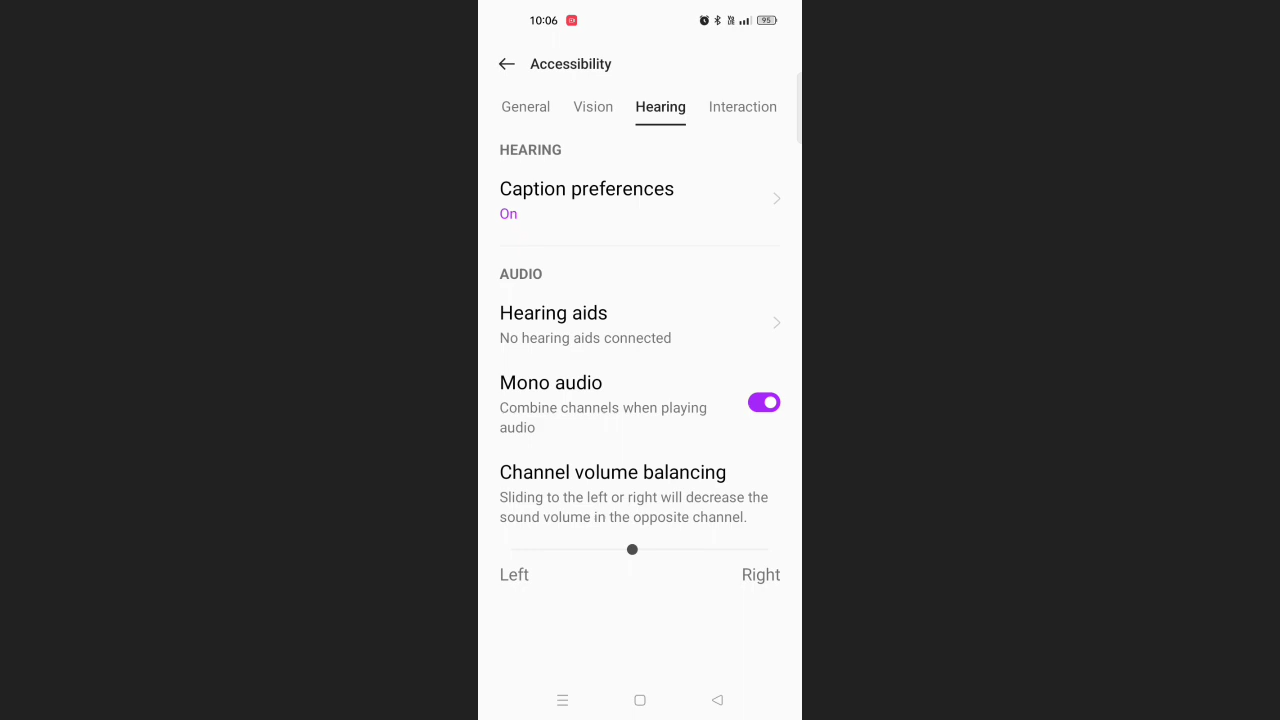 10:06
95
Accessibility
General Vision Hearing Interaction
HEARING
Caption preferences
On
AUDIO
Hearing aids
No hearing aids connected
Mono audio
Combine channels when playing
audio
Channel volume balancing
Sliding to the left or right will decrease the
sound volume in the opposite channel.
Left Right